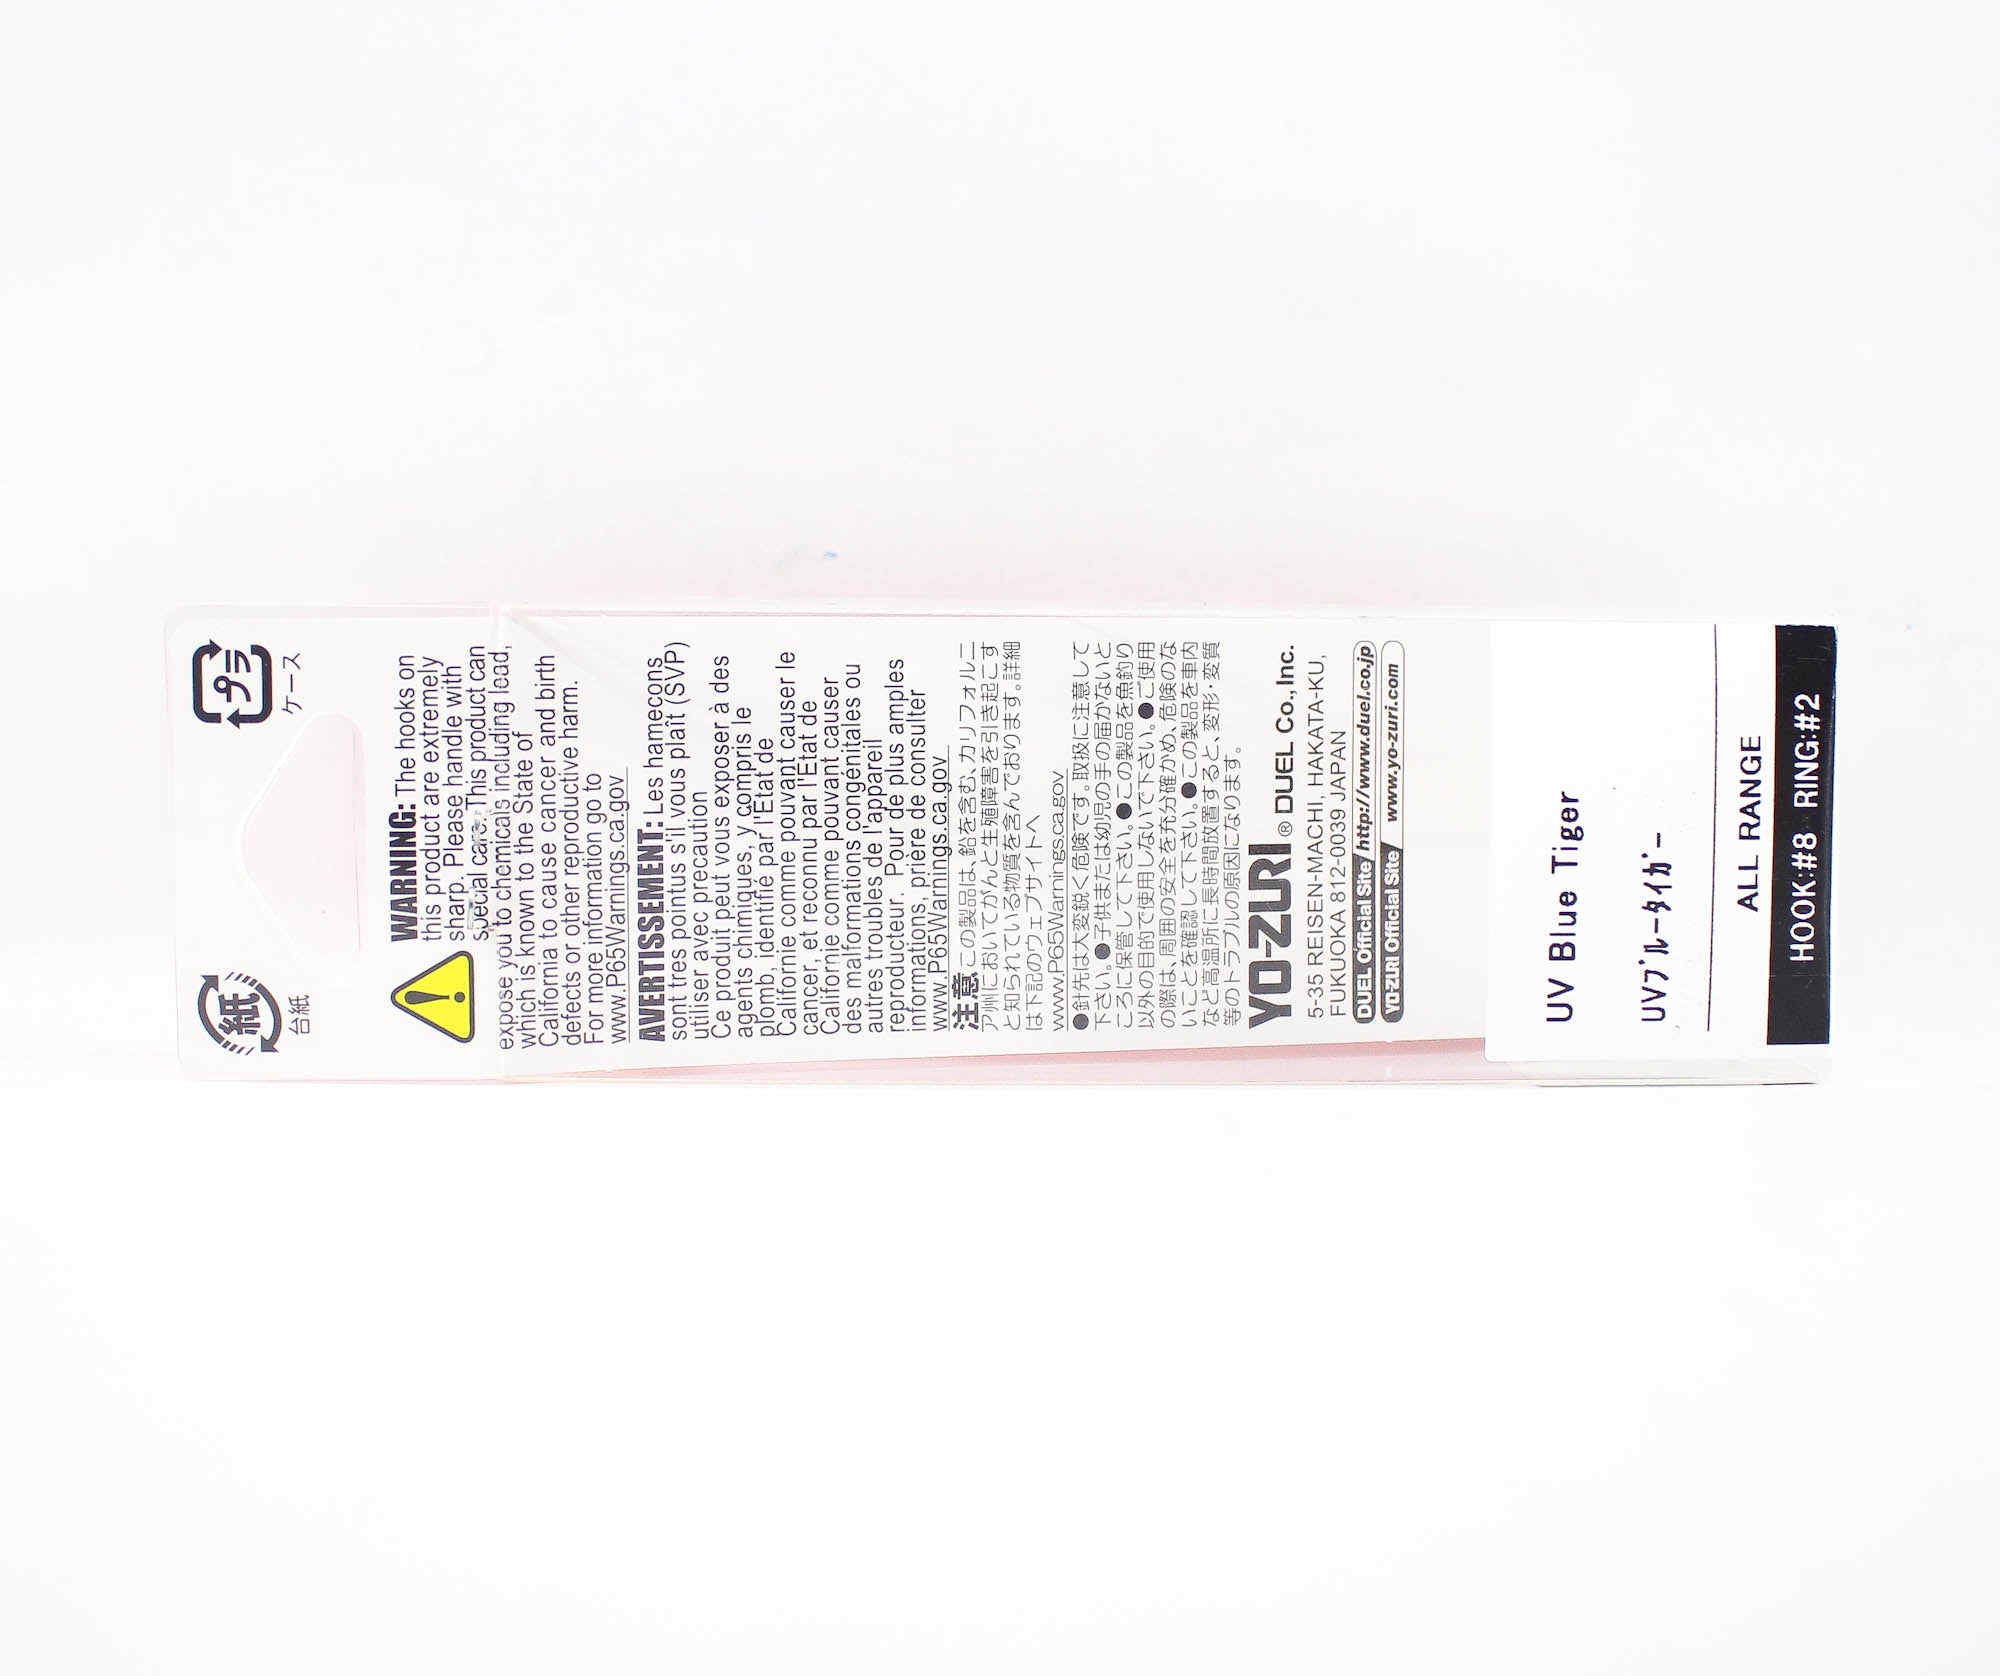 プラ
ケース
紙
台紙
WARNING: The hooks on
this product are extremely
sharp. Please handle with
special care. This product can
expose you to chemicals including lead,
which is known to the State of
California to cause cancer and birth
defects or other reproductive harm.
For more information go to
www.P65Warnings.ca.gov
AVERTISSEMENT: Les hamecons
sont tres pointus s'il vous plaît (SVP)
utiliser avec precaution
Ce produit peut vous exposer à des
agents chimiques, y compris le
plomb, identifié par l'État de
Californie comme pouvant causer le
cancer, et reconnu par l'État de
Californie comme pouvant causer
des malformations congénitales ou
autres troubles de l'appareil
reproducteur. Pour de plus amples
informations, prière de consulter
www.P65Warnings.ca.gov
注意 この製品は、鉛を含む、カリフォルニ
ア州においてがんと生殖障害を引き起こす
と知られている物質を含んでおります。詳細
は下記のウェブサイトへ
www.P65Warnings.ca.gov
●針先は大変鋭く危険です。取扱に注意して
下さい。●子供または幼児の手の届かないと
ころに保管して下さい。●この製品を魚釣り
以外の目的で使用しないで下さい。●ご使用
の際は、周囲の安全を充分確かめ、危険のな
いことを確認して下さい。●この製品を車内
など高温所に長時間放置すると、変形・変質
等のトラブルの原因になります。
YO-ZURI ® DUEL Co., Inc.
5-35 REISEN-MACHI, HAKATA-KU,
FUKUOKA 812-0039 JAPAN
DUEL Official Site http://www.duel.co.jp
YO-ZURI Official Site www.yo-zuri.com
UV Blue Tiger
UVﾌﾞﾙｰﾀｲｶﾞｰ
ALL RANGE
HOOK:#8 RING:#2